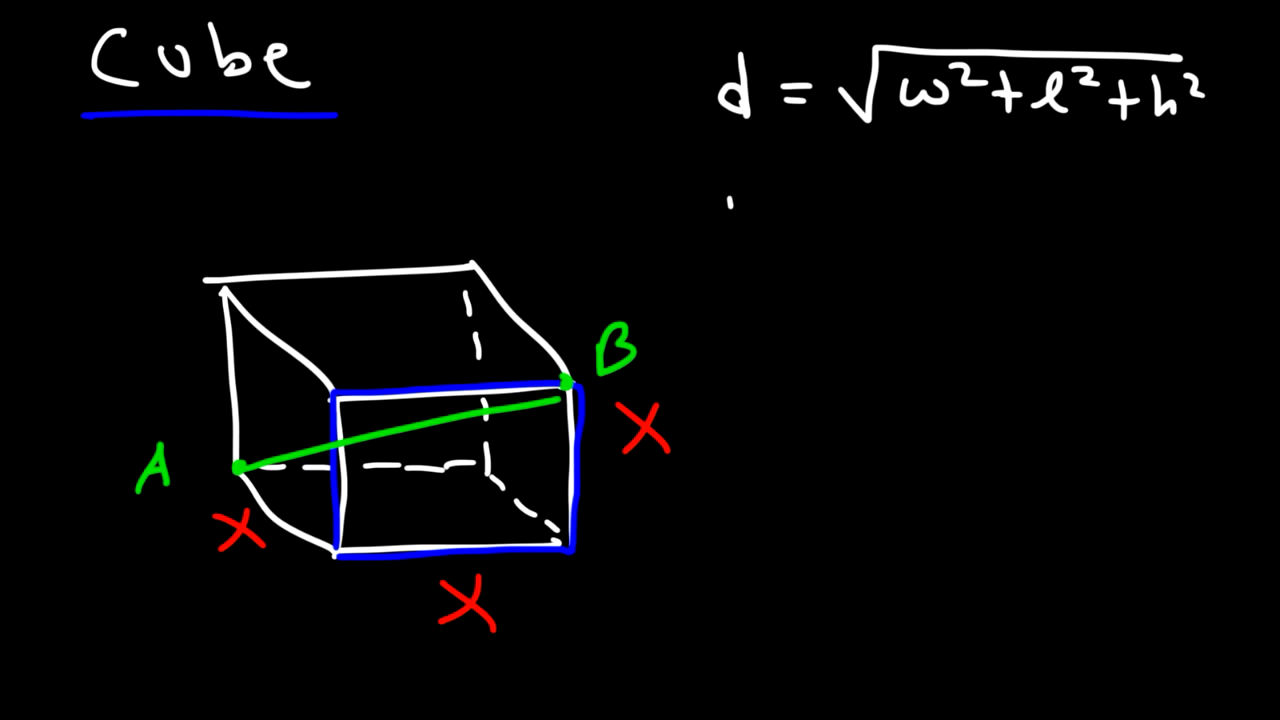 Cube
d = √w²+l²+h²
B
X
A
X
X